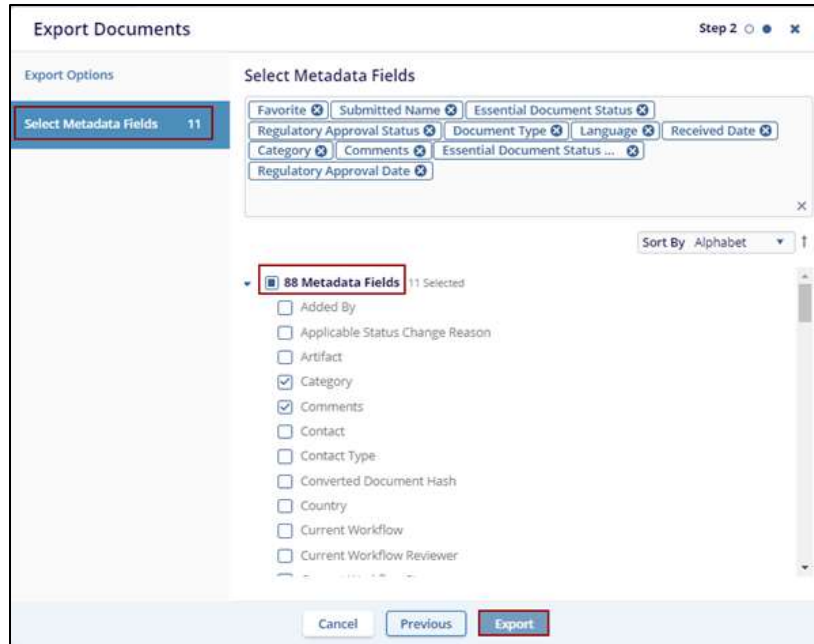 Export Documents
Step 2
Export Options
Select Metadata Fields 11
Select Metadata Fields
Favorite Submitted Name Essential Document Status
Regulatory Approval Status Document Type Language Received Date
Category Comments Essential Document Status ...
Regulatory Approval Date
Sort By Alphabet
88 Metadata Fields 11 Selected
Added By
Applicable Status Change Reason
Artifact
Category
Comments
Contact
Contact Type
Converted Document Hash
Country
Current Workflow
Current Workflow Reviewer
Cancel Previous Export